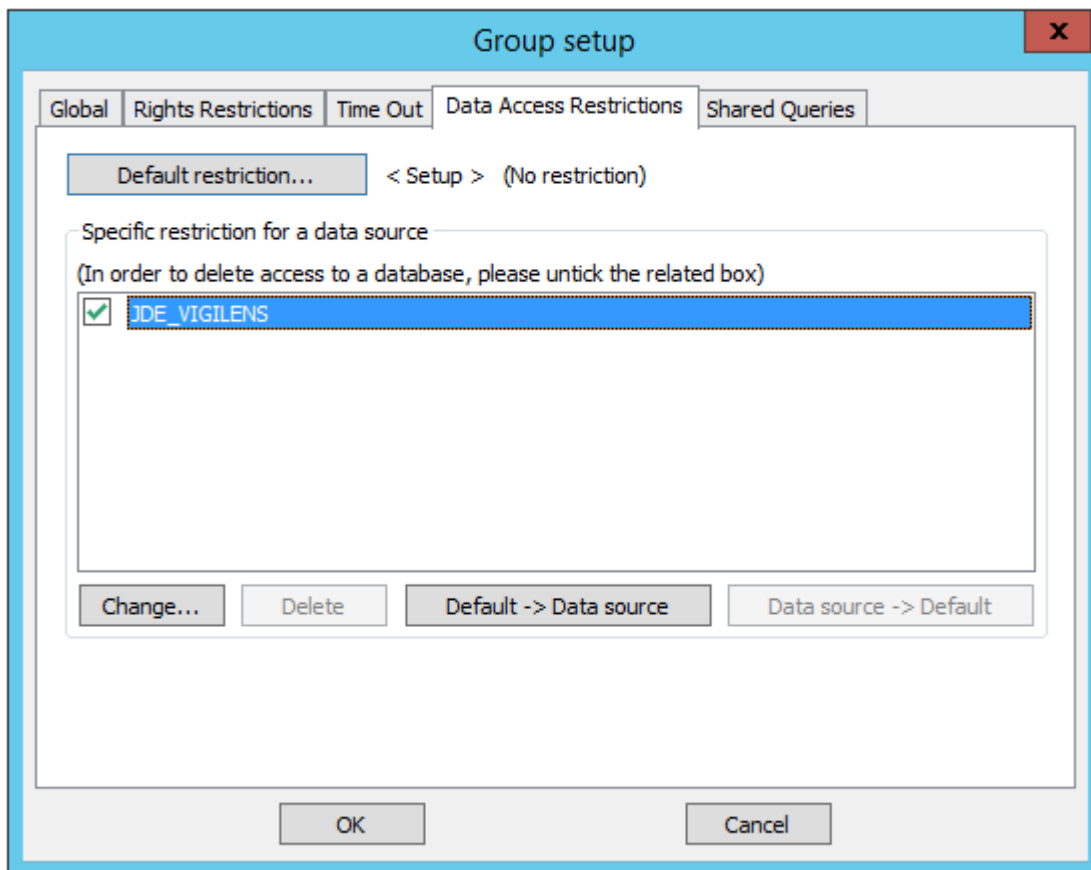 Group setup
x
Global Rights Restrictions Time Out Data Access Restrictions Shared Queries
Default restriction... < Setup > (No restriction)
Specific restriction for a data source
(In order to delete access to a database, please untick the related box)
JDE_VIGILENS
Change... Delete Default -> Data source Data source -> Default
OK Cancel